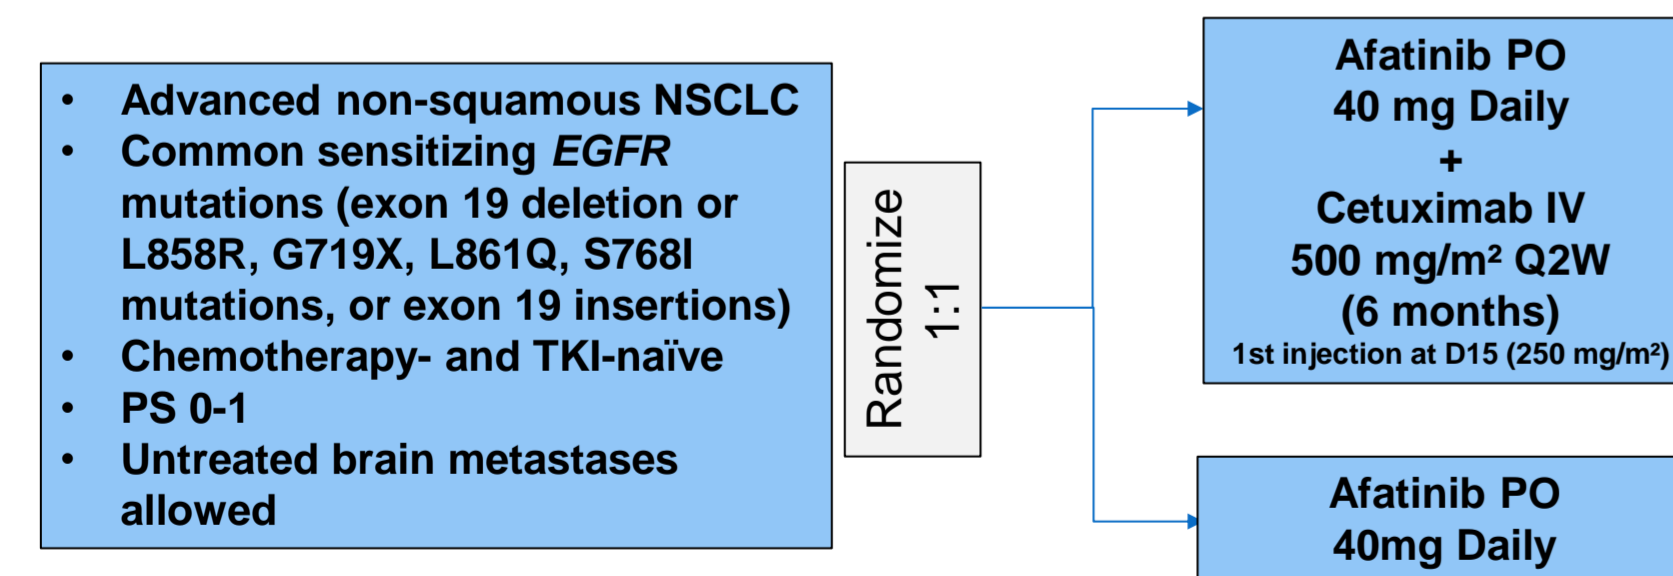 • Advanced non-squamous NSCLC
• Common sensitizing EGFR
mutations (exon 19 deletion or
L858R, G719X, L861Q, S768I
mutations, or exon 19 insertions)
• Chemotherapy- and TKI-naïve
• PS 0-1
• Untreated brain metastases
allowed
Randomize
1:1
Afatinib PO
40 mg Daily
+
Cetuximab IV
500 mg/m² Q2W
(6 months)
1st injection at D15 (250 mg/m²)
Afatinib PO
40mg Daily